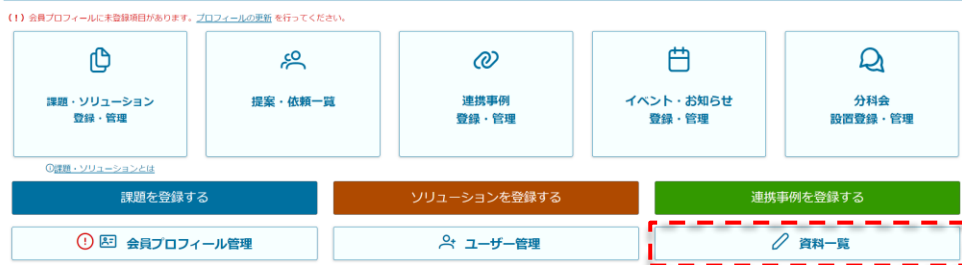 (!) 会員プロフィールに未登録項目があります。プロフィールの更新 を行ってください。
課題・ソリューション
登録・管理
提案・依頼一覧
連携事例
登録・管理
イベント・お知らせ
登録・管理
分科会
設置登録・管理
課題・ソリューションとは
課題を登録する
ソリューションを登録する
連携事例を登録する
会員プロフィール管理
ユーザー管理
資料一覧